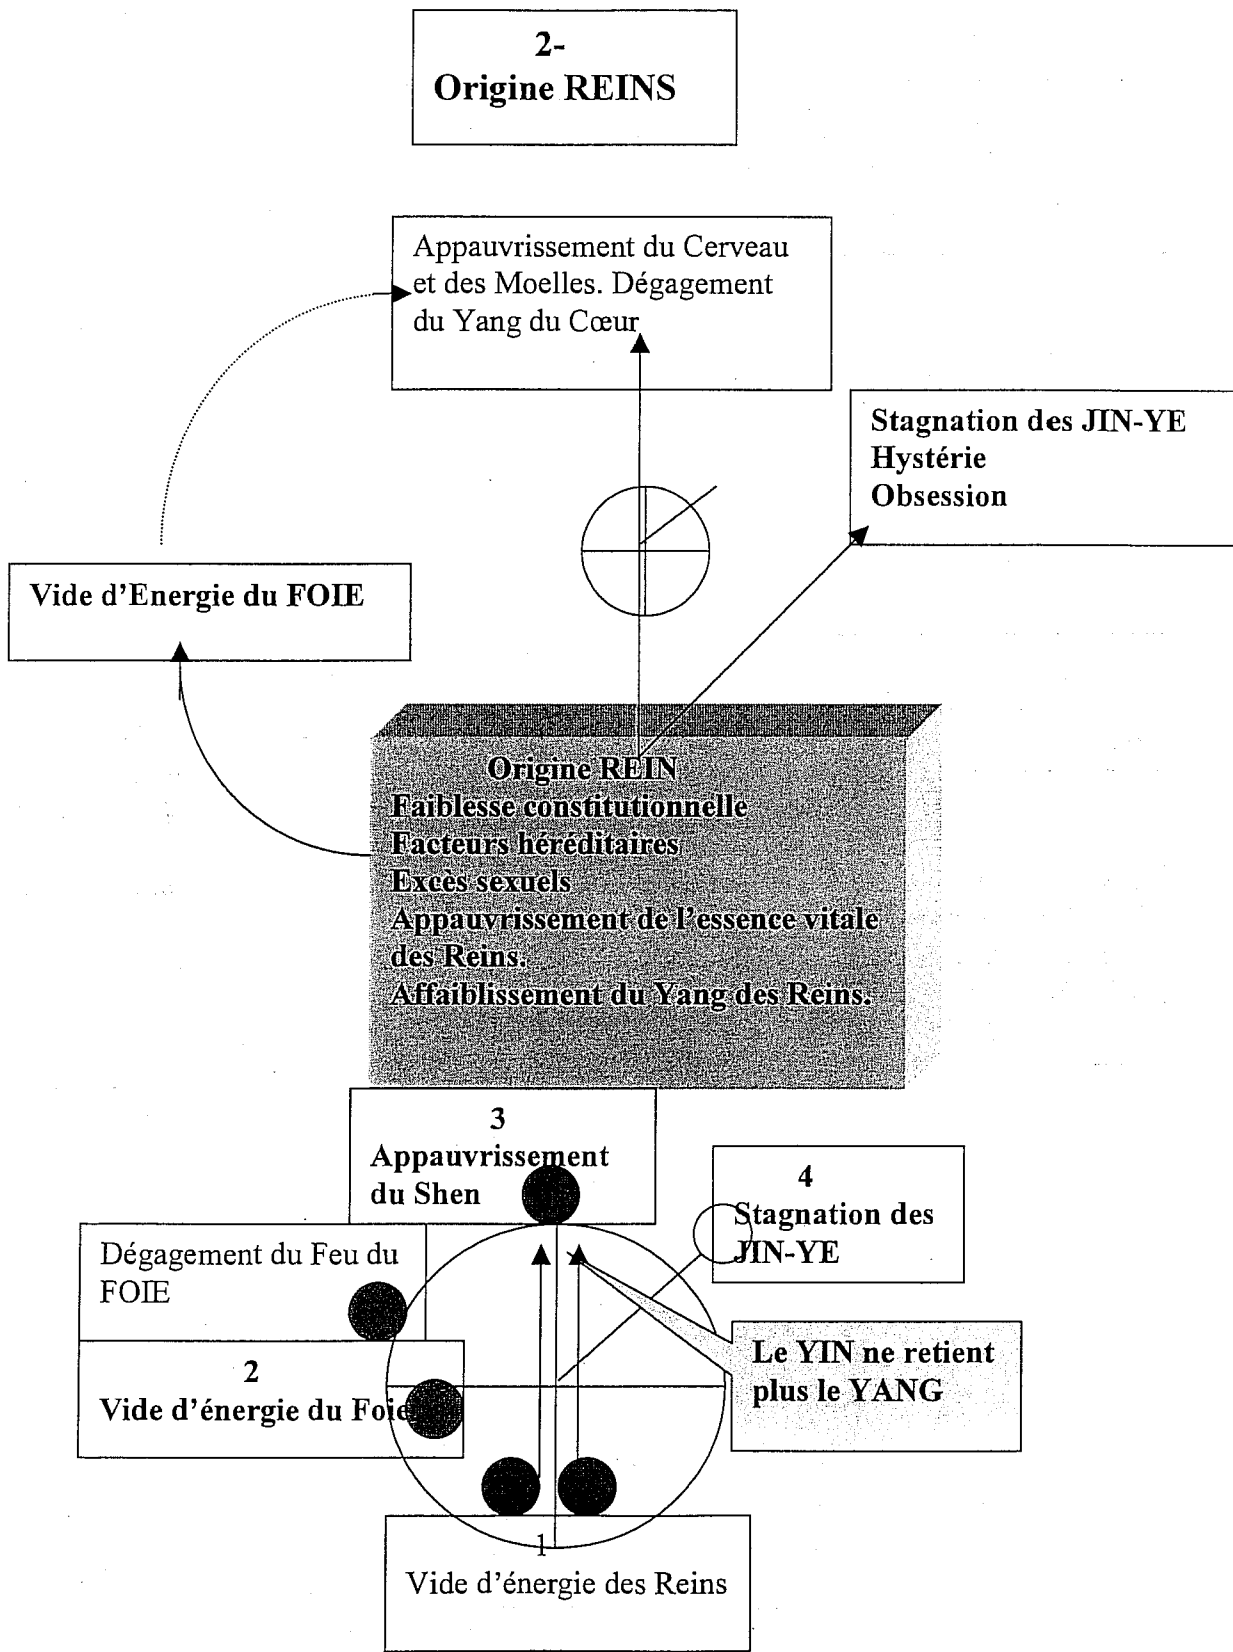 2-
Origine REINS
Appauvrissement du Cerveau
et des Moelles. Dégagement
du Yang du Cœur
Stagnation des JIN-YE
Hystérie
Obsession
Vide d'Energie du FOIE
Origine REIN
Faiblesse constitutionnelle
Facteurs héréditaires
Excès sexuels
Appauvrissement de l'essence vitale
des Reins.
Affaiblissement du Yang des Reins.
3
Appauvrissement
du Shen
4
Stagnation des
JIN-YE
Dégagement du Feu du
FOIE
2
Vide d'énergie du Foie
Le YIN ne retient
plus le YANG
1
Vide d'énergie des Reins